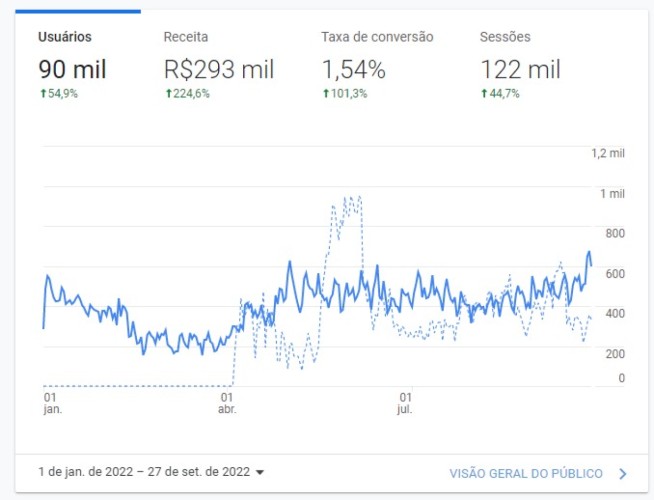 Usuários Receita Taxa de conversão Sessões
90 mil R$293 mil 1,54% 122 mil
54,9% 224,6% 101,3% 44,7%
1,2 mil
1 mil
800
600
400
200
0
01 01 01
jan. abr. jul.
1 de jan. de 2022 – 27 de set. de 2022 VISÃO GERAL DO PÚBLICO